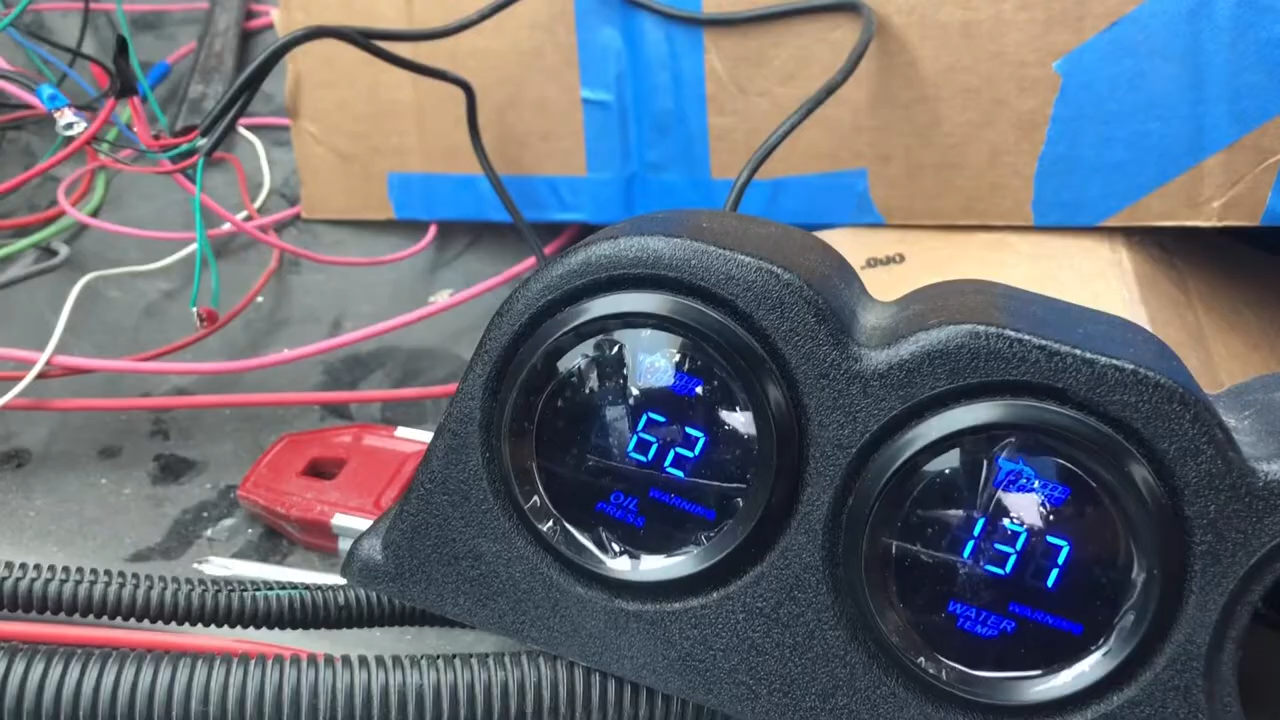 62
OIL
PRESS
WARNING
137
WATER
TEMP
WARNING